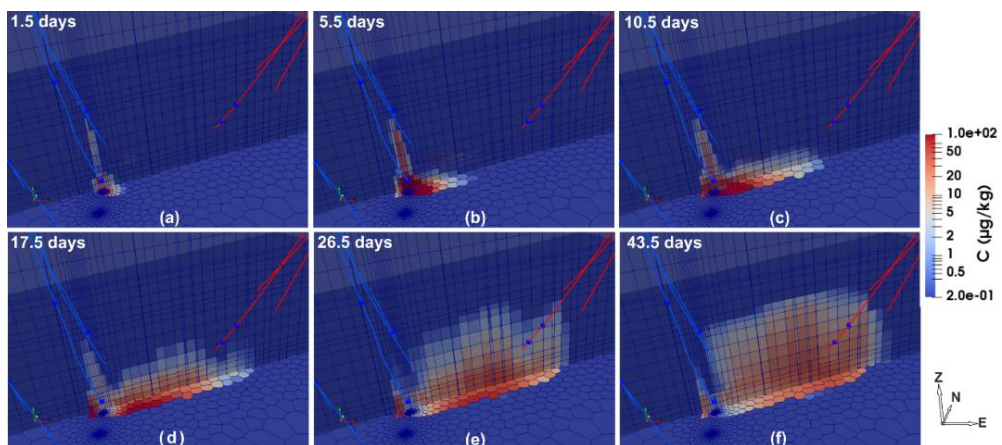 1.5 days
5.5 days
10.5 days
(a)
(b)
(c)
17.5 days
26.5 days
43.5 days
(d)
(e)
(f)
1.0e+02
50
20
10
5
2
1
0.5
2.0e-01
C (µg/kg)
Z
N
E